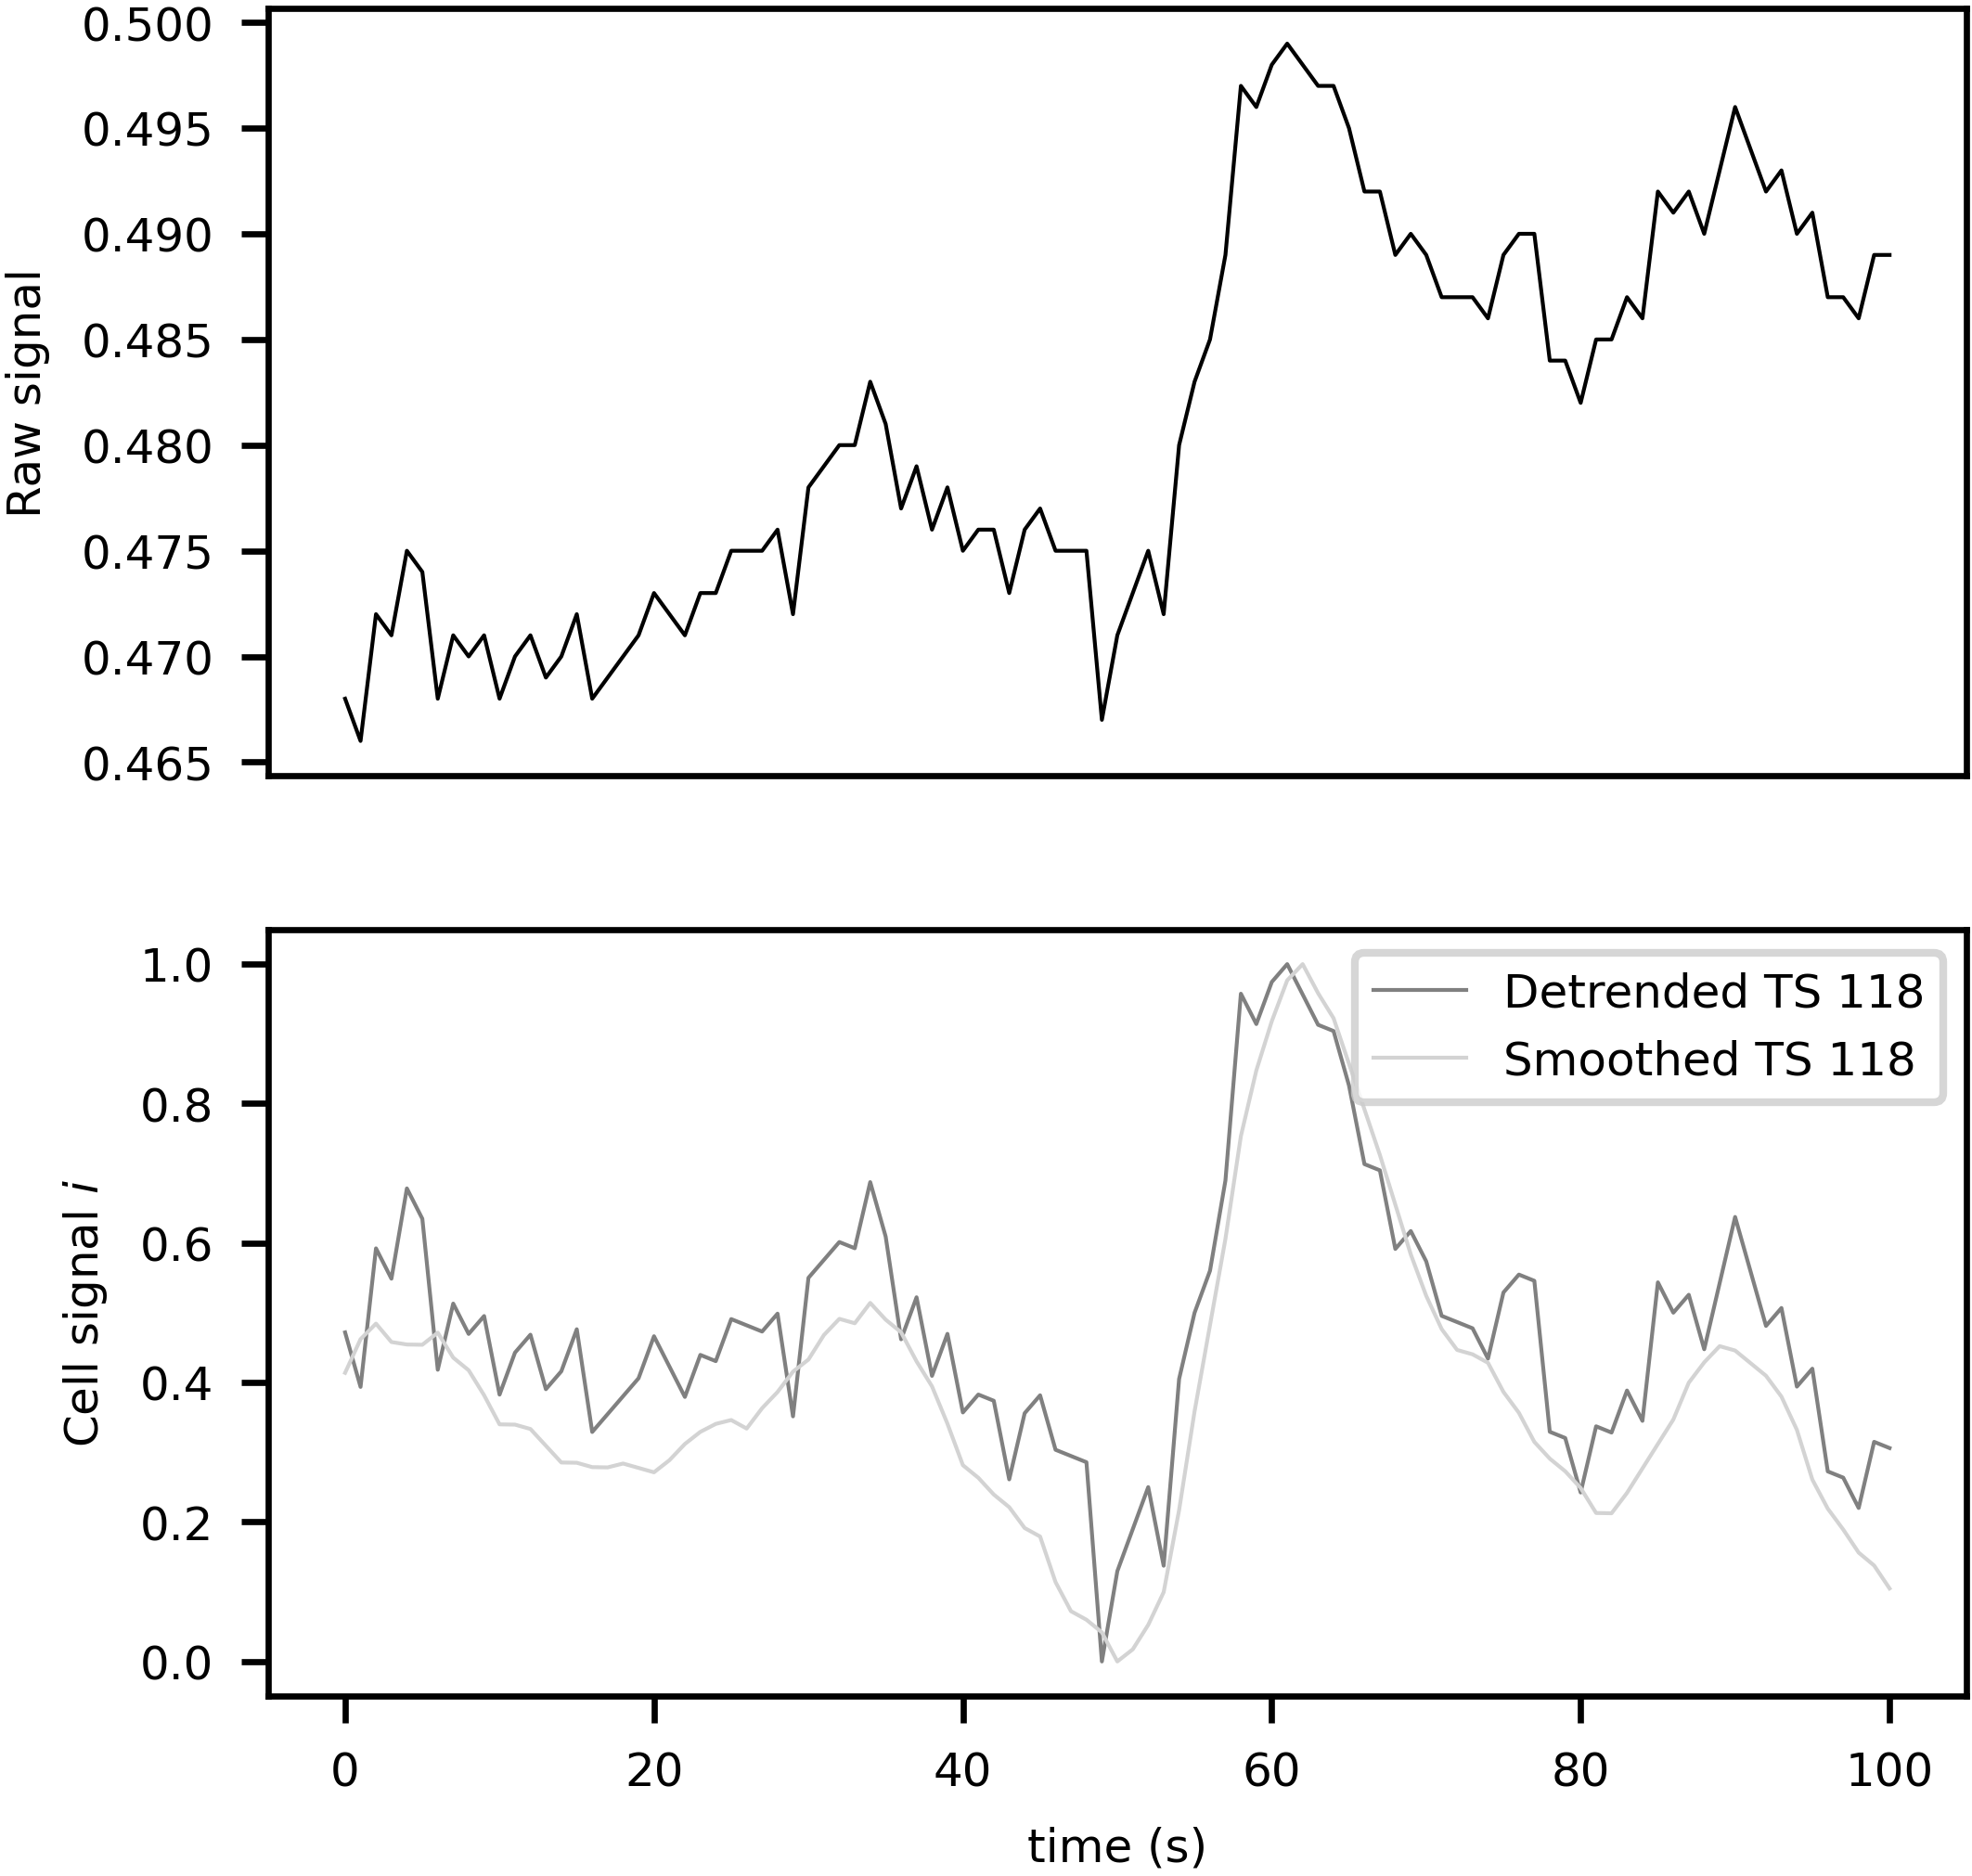 0.500
0.495
0.490
0.485
0.480
0.475
0.470
0.465
Raw signal
1.0
0.8
0.6
0.4
0.2
0.0
Cell signal i
Detrended TS 118
Smoothed TS 118
0 20 40 60 80 100
time (s)